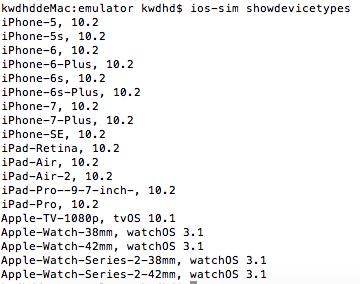 kwdhddeMac:emulator kwdhd$ ios-sim showdevicetypes
iPhone-5, 10.2
iPhone-5s, 10.2
iPhone-6, 10.2
iPhone-6-Plus, 10.2
iPhone-6s, 10.2
iPhone-6s-Plus, 10.2
iPhone-7, 10.2
iPhone-7-Plus, 10.2
iPhone-SE, 10.2
iPad-Retina, 10.2
iPad-Air, 10.2
iPad-Air-2, 10.2
iPad-Pro--9-7-inch-, 10.2
iPad-Pro, 10.2
Apple-TV-1080p, tvOS 10.1
Apple-Watch-38mm, watchOS 3.1
Apple-Watch-42mm, watchOS 3.1
Apple-Watch-Series-2-38mm, watchOS 3.1
Apple-Watch-Series-2-42mm, watchOS 3.1